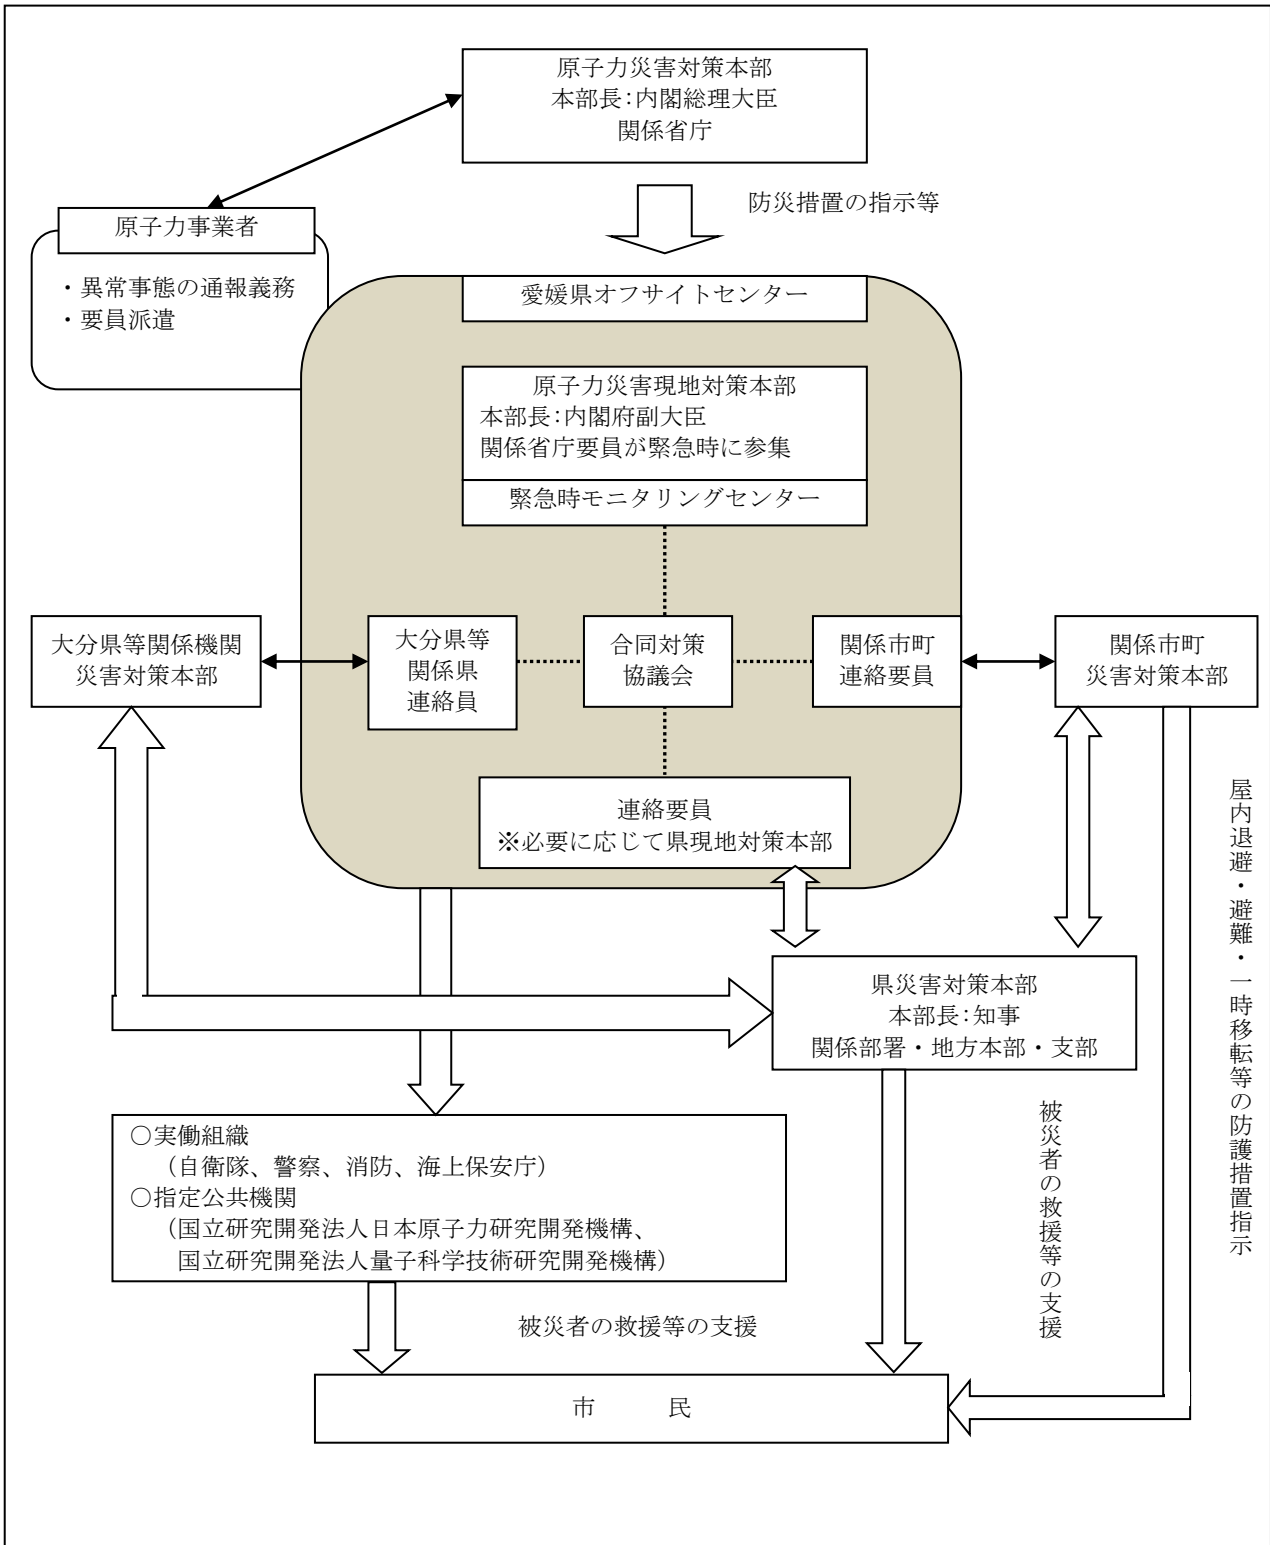 原子力災害対策本部
本部長：内閣総理大臣
関係省庁
防災措置の指示等
原子力事業者
・異常事態の通報義務
・要員派遣
愛媛県オフサイトセンター
原子力災害現地対策本部
本部長：内閣府副大臣
関係省庁要員が緊急時に参集
緊急時モニタリングセンター
大分県等関係機関
災害対策本部
大分県等
関係県
連絡員
合同対策
協議会
関係市町
連絡要員
関係市町
災害対策本部
連絡要員
※必要に応じて県現地対策本部
屋内退避・避難・一時移転等の防護措置指示
県災害対策本部
本部長：知事
関係部署・地方本部・支部
被災者の救援等の支援
○実働組織
（自衛隊、警察、消防、海上保安庁）
○指定公共機関
（国立研究開発法人日本原子力研究開発機構、
国立研究開発法人量子科学技術研究開発機構）
被災者の救援等の支援
市　　　民